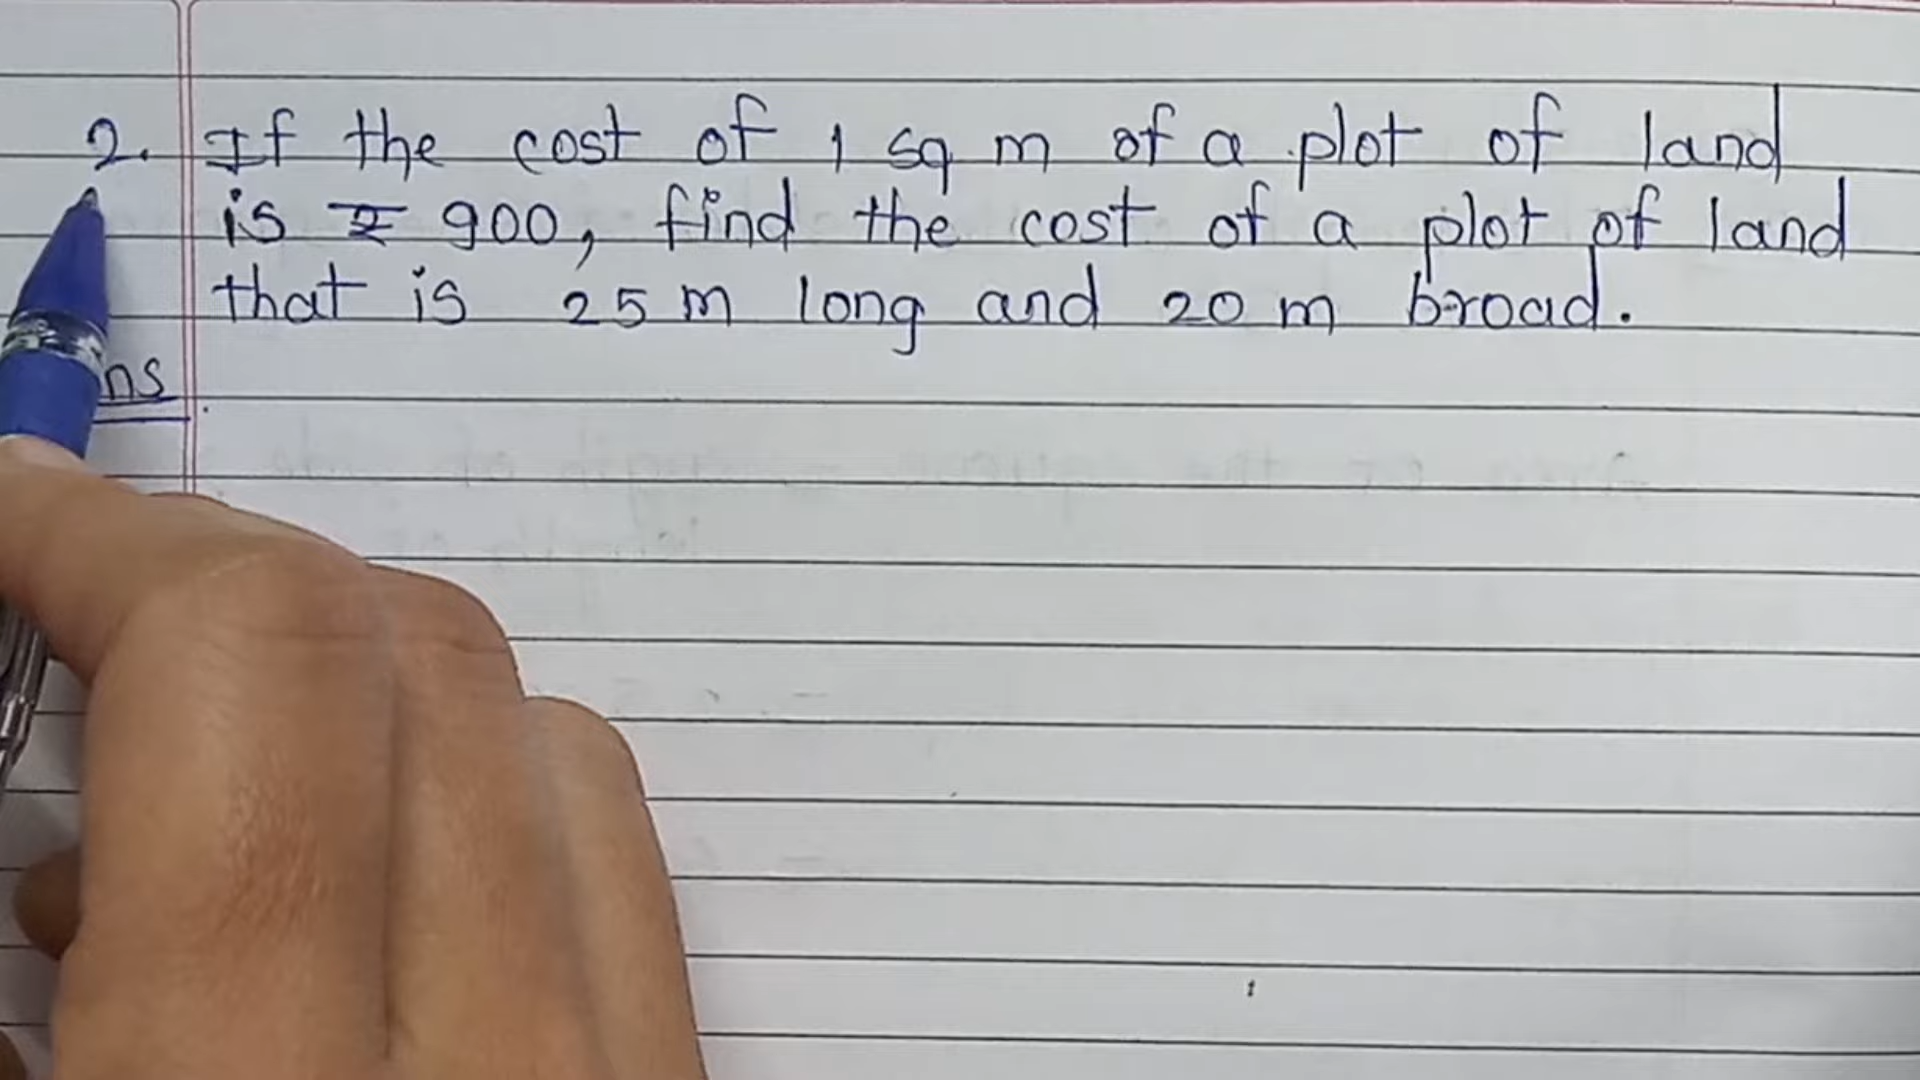 2. If the cost of 1 sq m of a plot of land
is ₹ 900, find the cost of a plot of land
that is 25 m long and 20 m broad.
ns